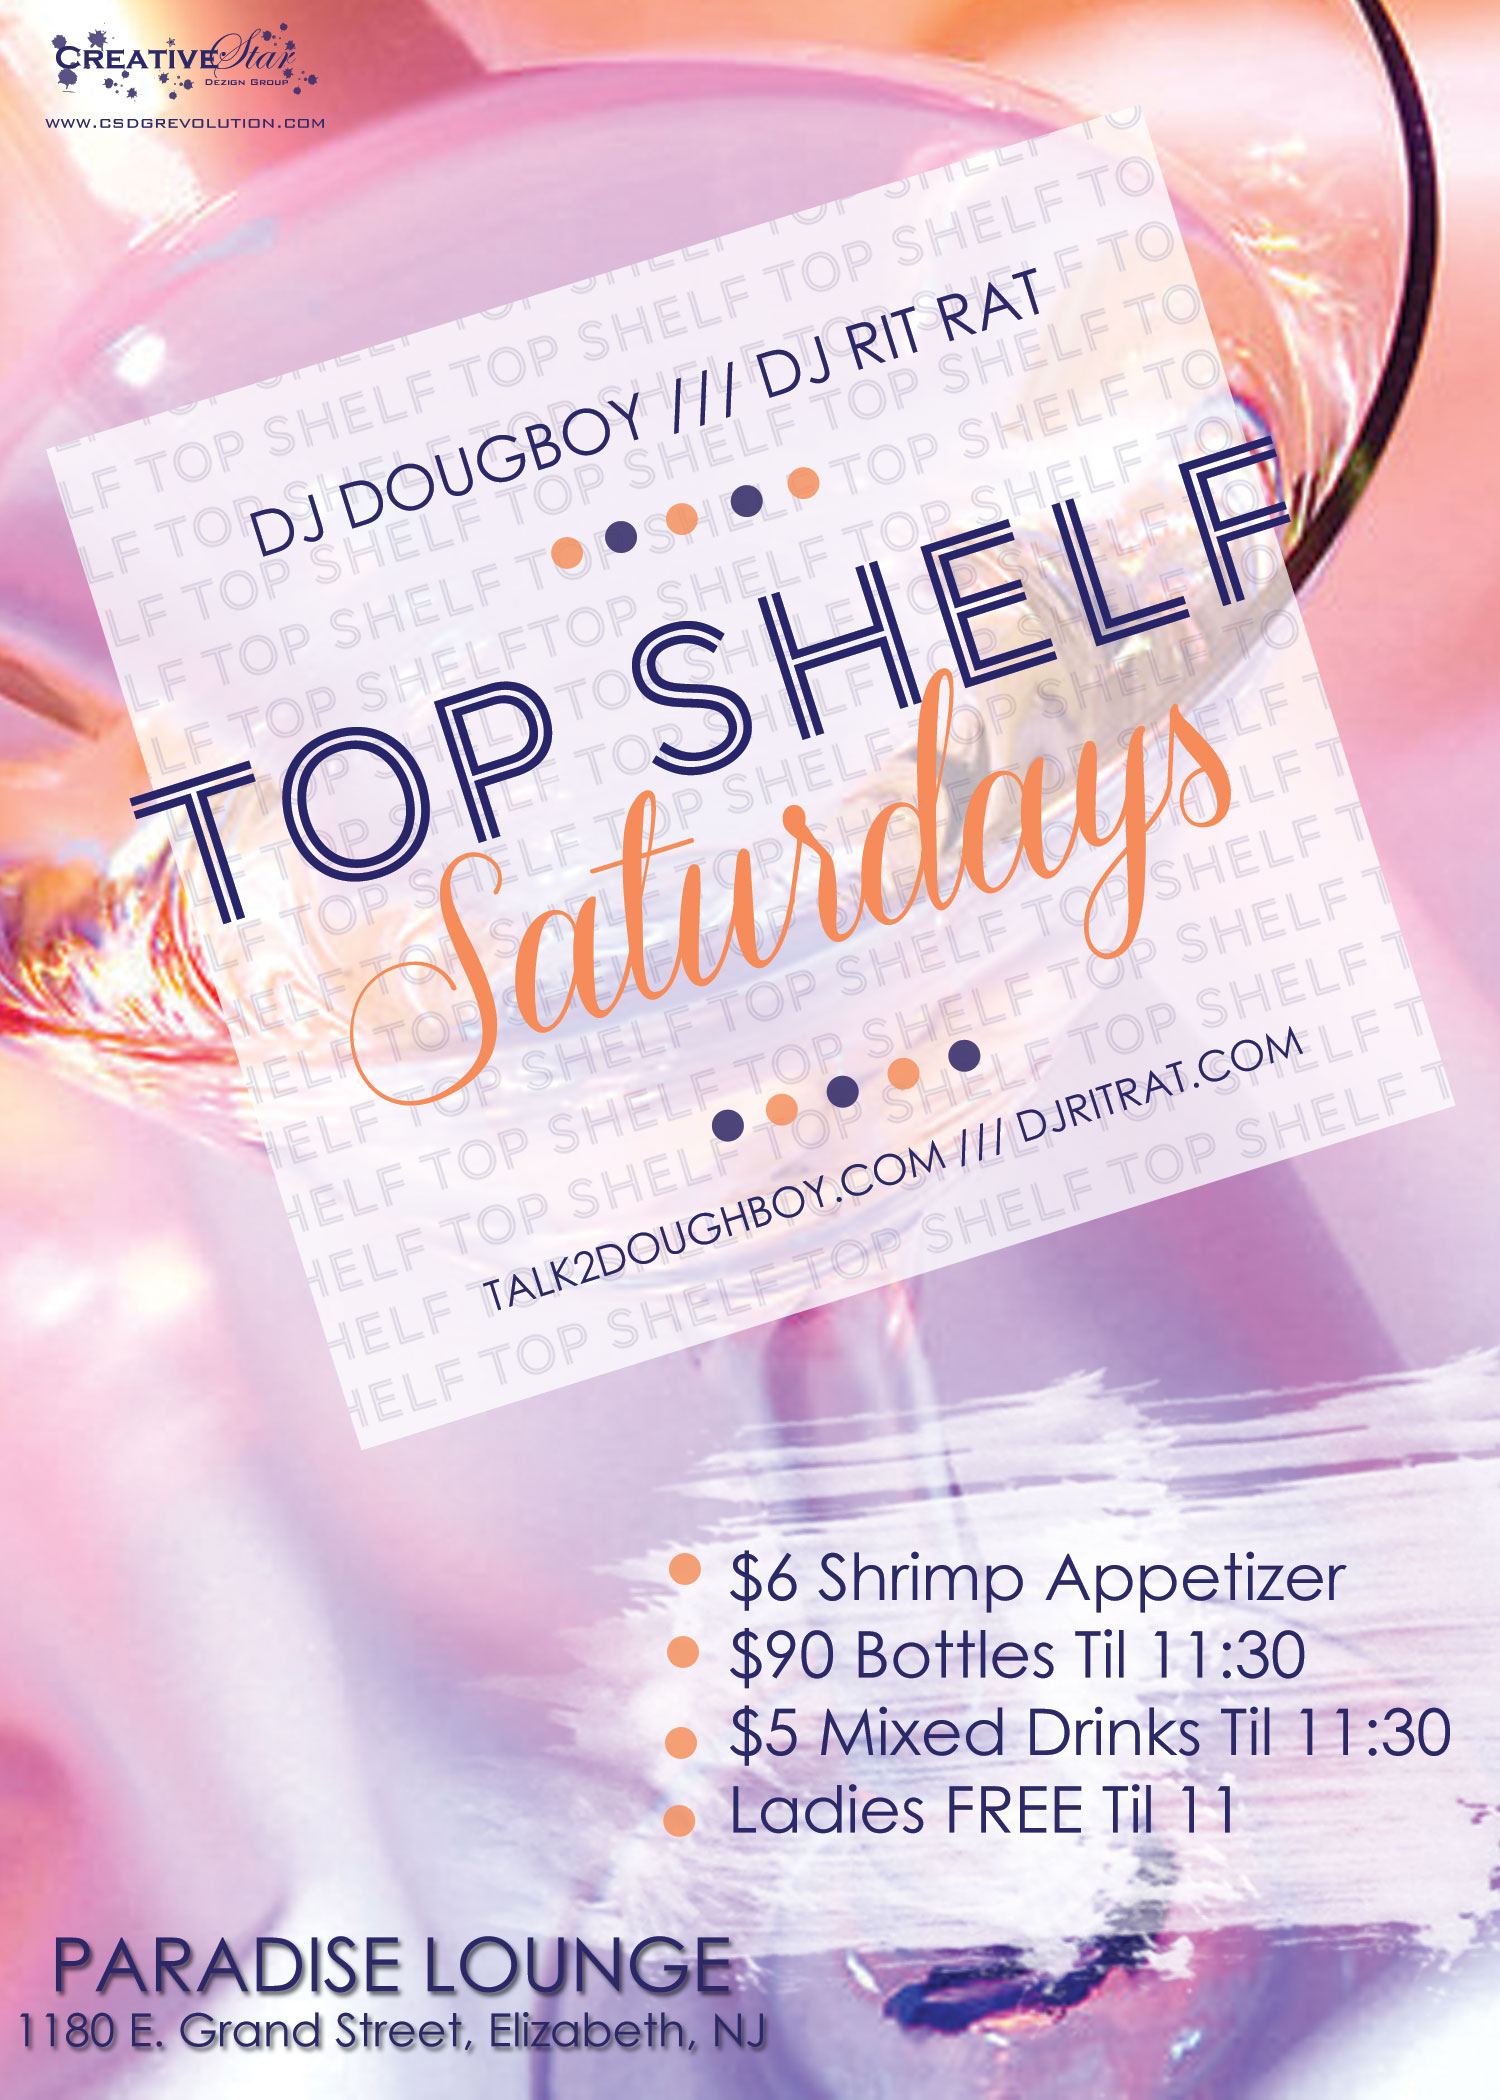 CREATIVE Star
DEZIGN GROUP
WWW.CSDGREVOLUTION.COM
DJ DOUGBOY /// DJ RIT RAT
TOP SHELF
Saturdays
TALK2DOUGHBOY.COM /// DJRITRAT.COM
$6 Shrimp Appetizer
$90 Bottles Til 11:30
$5 Mixed Drinks Til 11:30
Ladies FREE Til 11
PARADISE LOUNGE
1180 E. Grand Street, Elizabeth, NJ